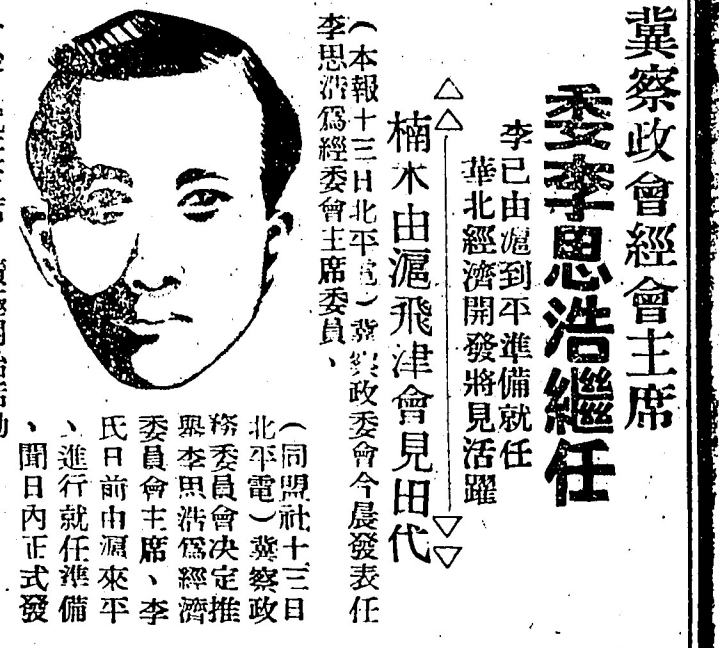 冀察政會經會主席
委李思浩繼任
李已由滬到平準備就任
華北經濟開發將見活躍
楠木由滬飛津會見田代
（本報十三日北平電）冀察政委會今晨發表任
李思浩爲經委會主席委員、
（同盟社十三日
北平電）冀察政
務委員會决定推
舉李思浩爲經濟
委員會主席、李
氏日前由滬來平
、進行就任準備
、聞日內正式發